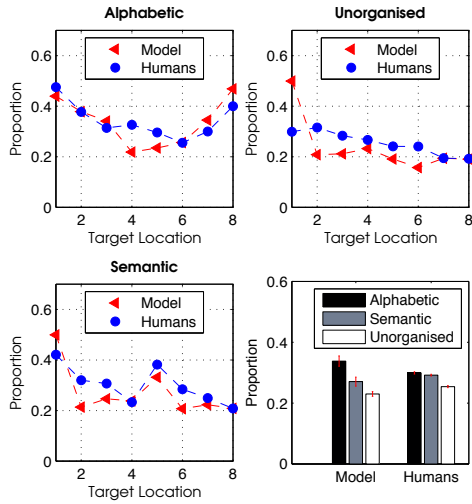 Alphabetic
0.6
0.4
0.2
0
Proportion
Model
Humans
2 4 6 8
Target Location
Unorganised
0.6
0.4
0.2
0
Proportion
Model
Humans
2 4 6 8
Target Location
Semantic
0.6
0.4
0.2
0
Proportion
Model
Humans
2 4 6 8
Target Location
0.6
0.4
0.2
0
Proportion
Alphabetic
Semantic
Unorganised
Model Humans